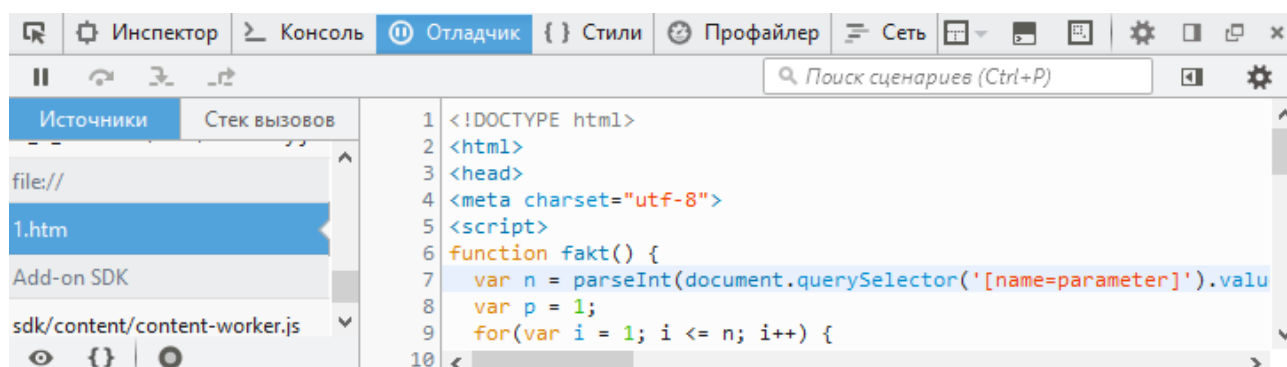 Инспектор Консоль Отладчик { } Стили Профайлер Сеть
Поиск сценариев (Ctrl+P)
Источники Стек вызовов
file://
1.htm
Add-on SDK
sdk/content/content-worker.js
{}
1 <!DOCTYPE html>
2 <html>
3 <head>
4 <meta charset="utf-8">
5 <script>
6 function fakt() {
7 var n = parseInt(document.querySelector('[name=parameter]').valu
8 var p = 1;
9 for(var i = 1; i <= n; i++) {
10